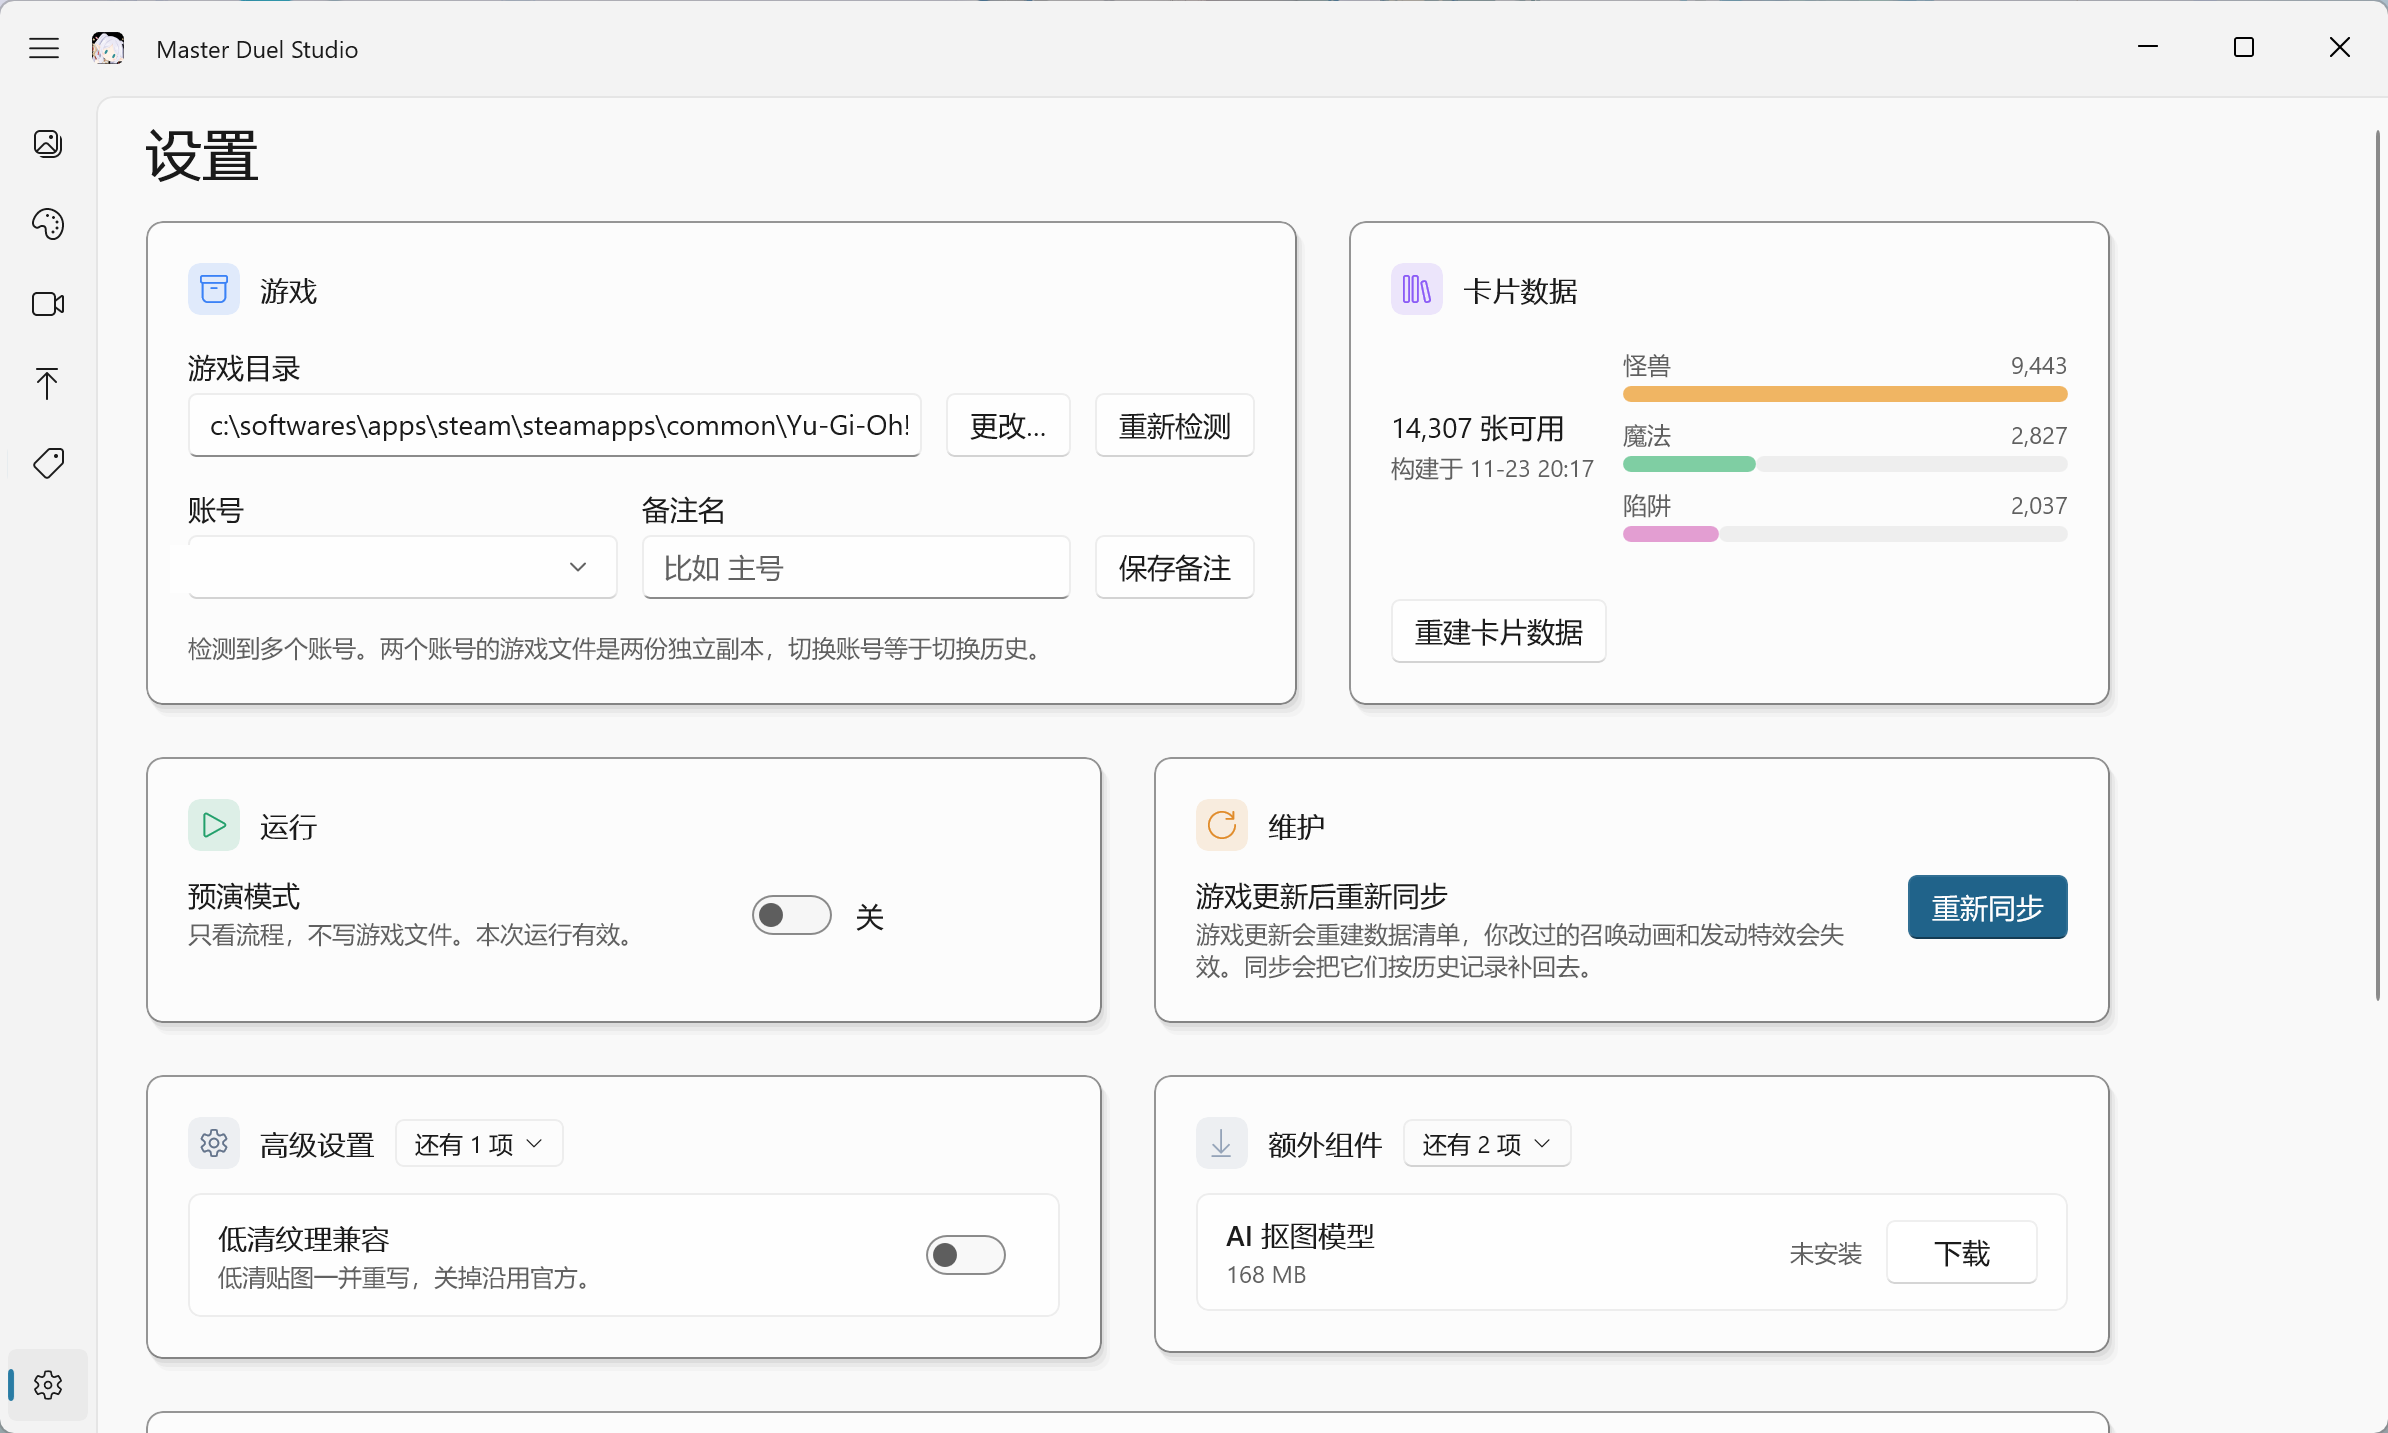 Master Duel Studio
设置
游戏
游戏目录
c:\softwares\apps\steam\steamapps\common\Yu-Gi-Oh!
更改...
重新检测
账号
备注名
比如 主号
保存备注
检测到多个账号。两个账号的游戏文件是两份独立副本，切换账号等于切换历史。
卡片数据
14,307 张可用
构建于 11-23 20:17
怪兽 9,443
魔法 2,827
陷阱 2,037
重建卡片数据
运行
预演模式
只看流程，不写游戏文件。本次运行有效。
关
维护
游戏更新后重新同步
游戏更新会重建数据清单，你改过的召唤动画和发动特效会失
效。同步会把它们按历史记录补回去。
重新同步
高级设置
还有 1 项
低清纹理兼容
低清贴图一并重写，关掉沿用官方。
额外组件
还有 2 项
AI 抠图模型
168 MB
未安装
下载